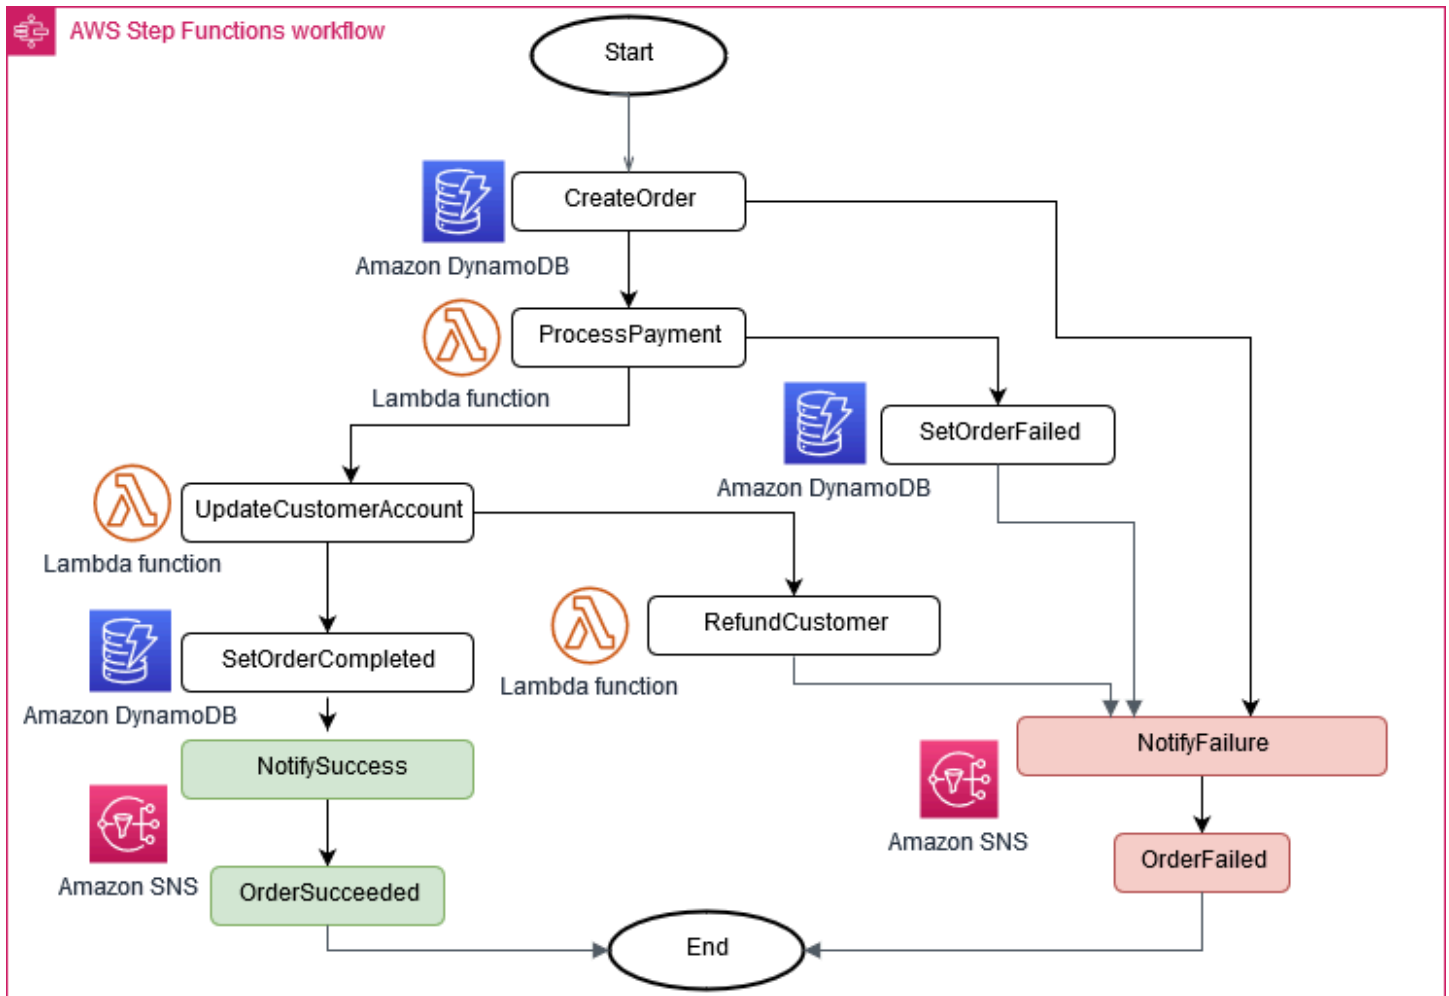 AWS Step Functions workflow
Start
CreateOrder
Amazon DynamoDB
ProcessPayment
Lambda function
SetOrderFailed
Amazon DynamoDB
UpdateCustomerAccount
Lambda function
RefundCustomer
Lambda function
SetOrderCompleted
Amazon DynamoDB
NotifySuccess
NotifyFailure
Amazon SNS
OrderFailed
Amazon SNS
OrderSucceeded
End